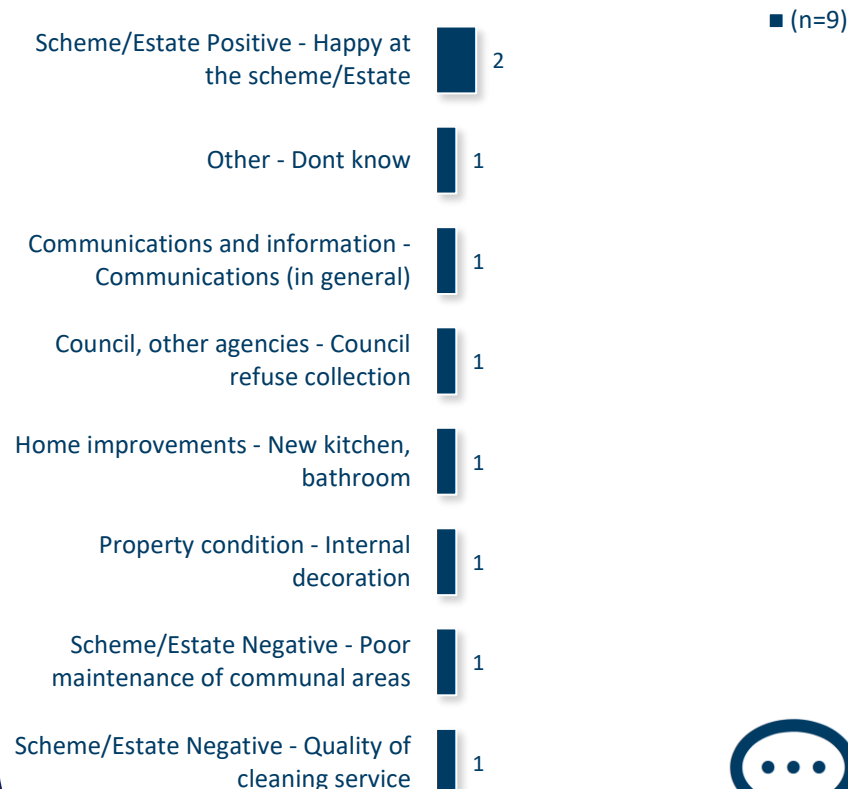 ■ (n=9)
Scheme/Estate Positive - Happy at
the scheme/Estate
2
Other - Dont know
1
Communications and information -
Communications (in general)
1
Council, other agencies - Council
refuse collection
1
Home improvements - New kitchen,
bathroom
1
Property condition - Internal
decoration
1
Scheme/Estate Negative - Poor
maintenance of communal areas
1
Scheme/Estate Negative - Quality of
cleaning service
1